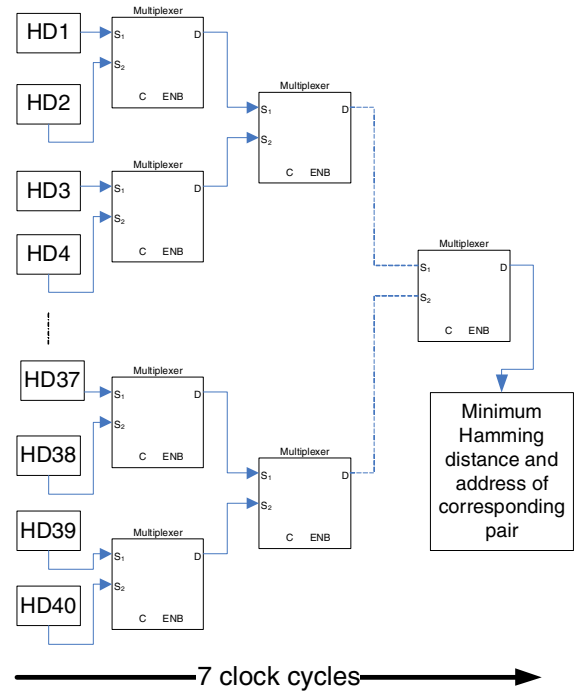 HD1
Multiplexer
S1
D
S2
C ENB
HD2
Multiplexer
S1
D
S2
C ENB
HD3
Multiplexer
S1
D
S2
C ENB
HD4
Multiplexer
S1
D
S2
C ENB
HD37
Multiplexer
S1
D
S2
C ENB
HD38
Multiplexer
S1
D
S2
C ENB
HD39
Multiplexer
S1
D
S2
C ENB
HD40
Minimum
Hamming
distance and
address of
corresponding
pair
7 clock cycles